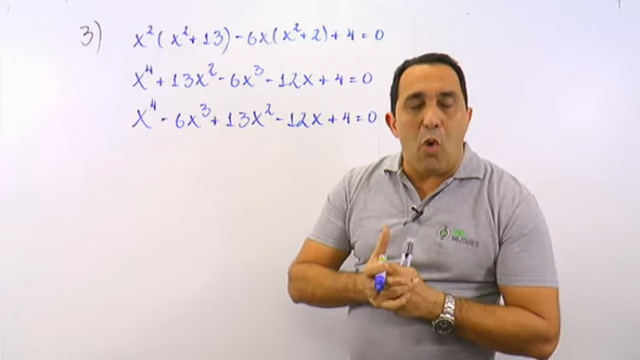 3) x²(x²+13) - 6x(x²+2) + 4 = 0
x⁴ + 13x² - 6x³ - 12x + 4 = 0
x⁴ - 6x³ + 13x² - 12x + 4 = 0